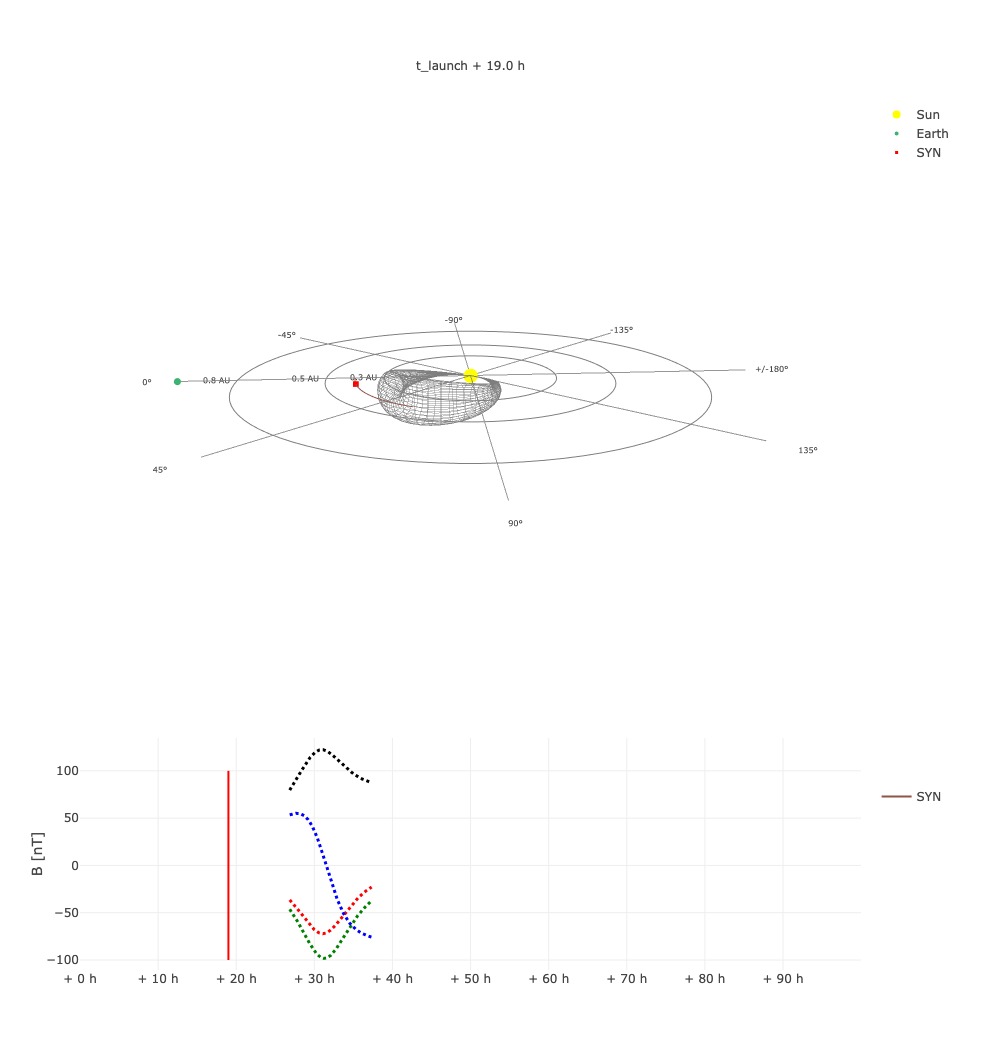 t_launch + 19.0 h
Sun
Earth
SYN
-90°
-135°
-45°
+/-180°
0°
0.8 AU
0.5 AU
0.3 AU
45°
135°
90°
B [nT]
100
50
0
−50
−100
+ 0 h
+ 10 h
+ 20 h
+ 30 h
+ 40 h
+ 50 h
+ 60 h
+ 70 h
+ 80 h
+ 90 h
SYN